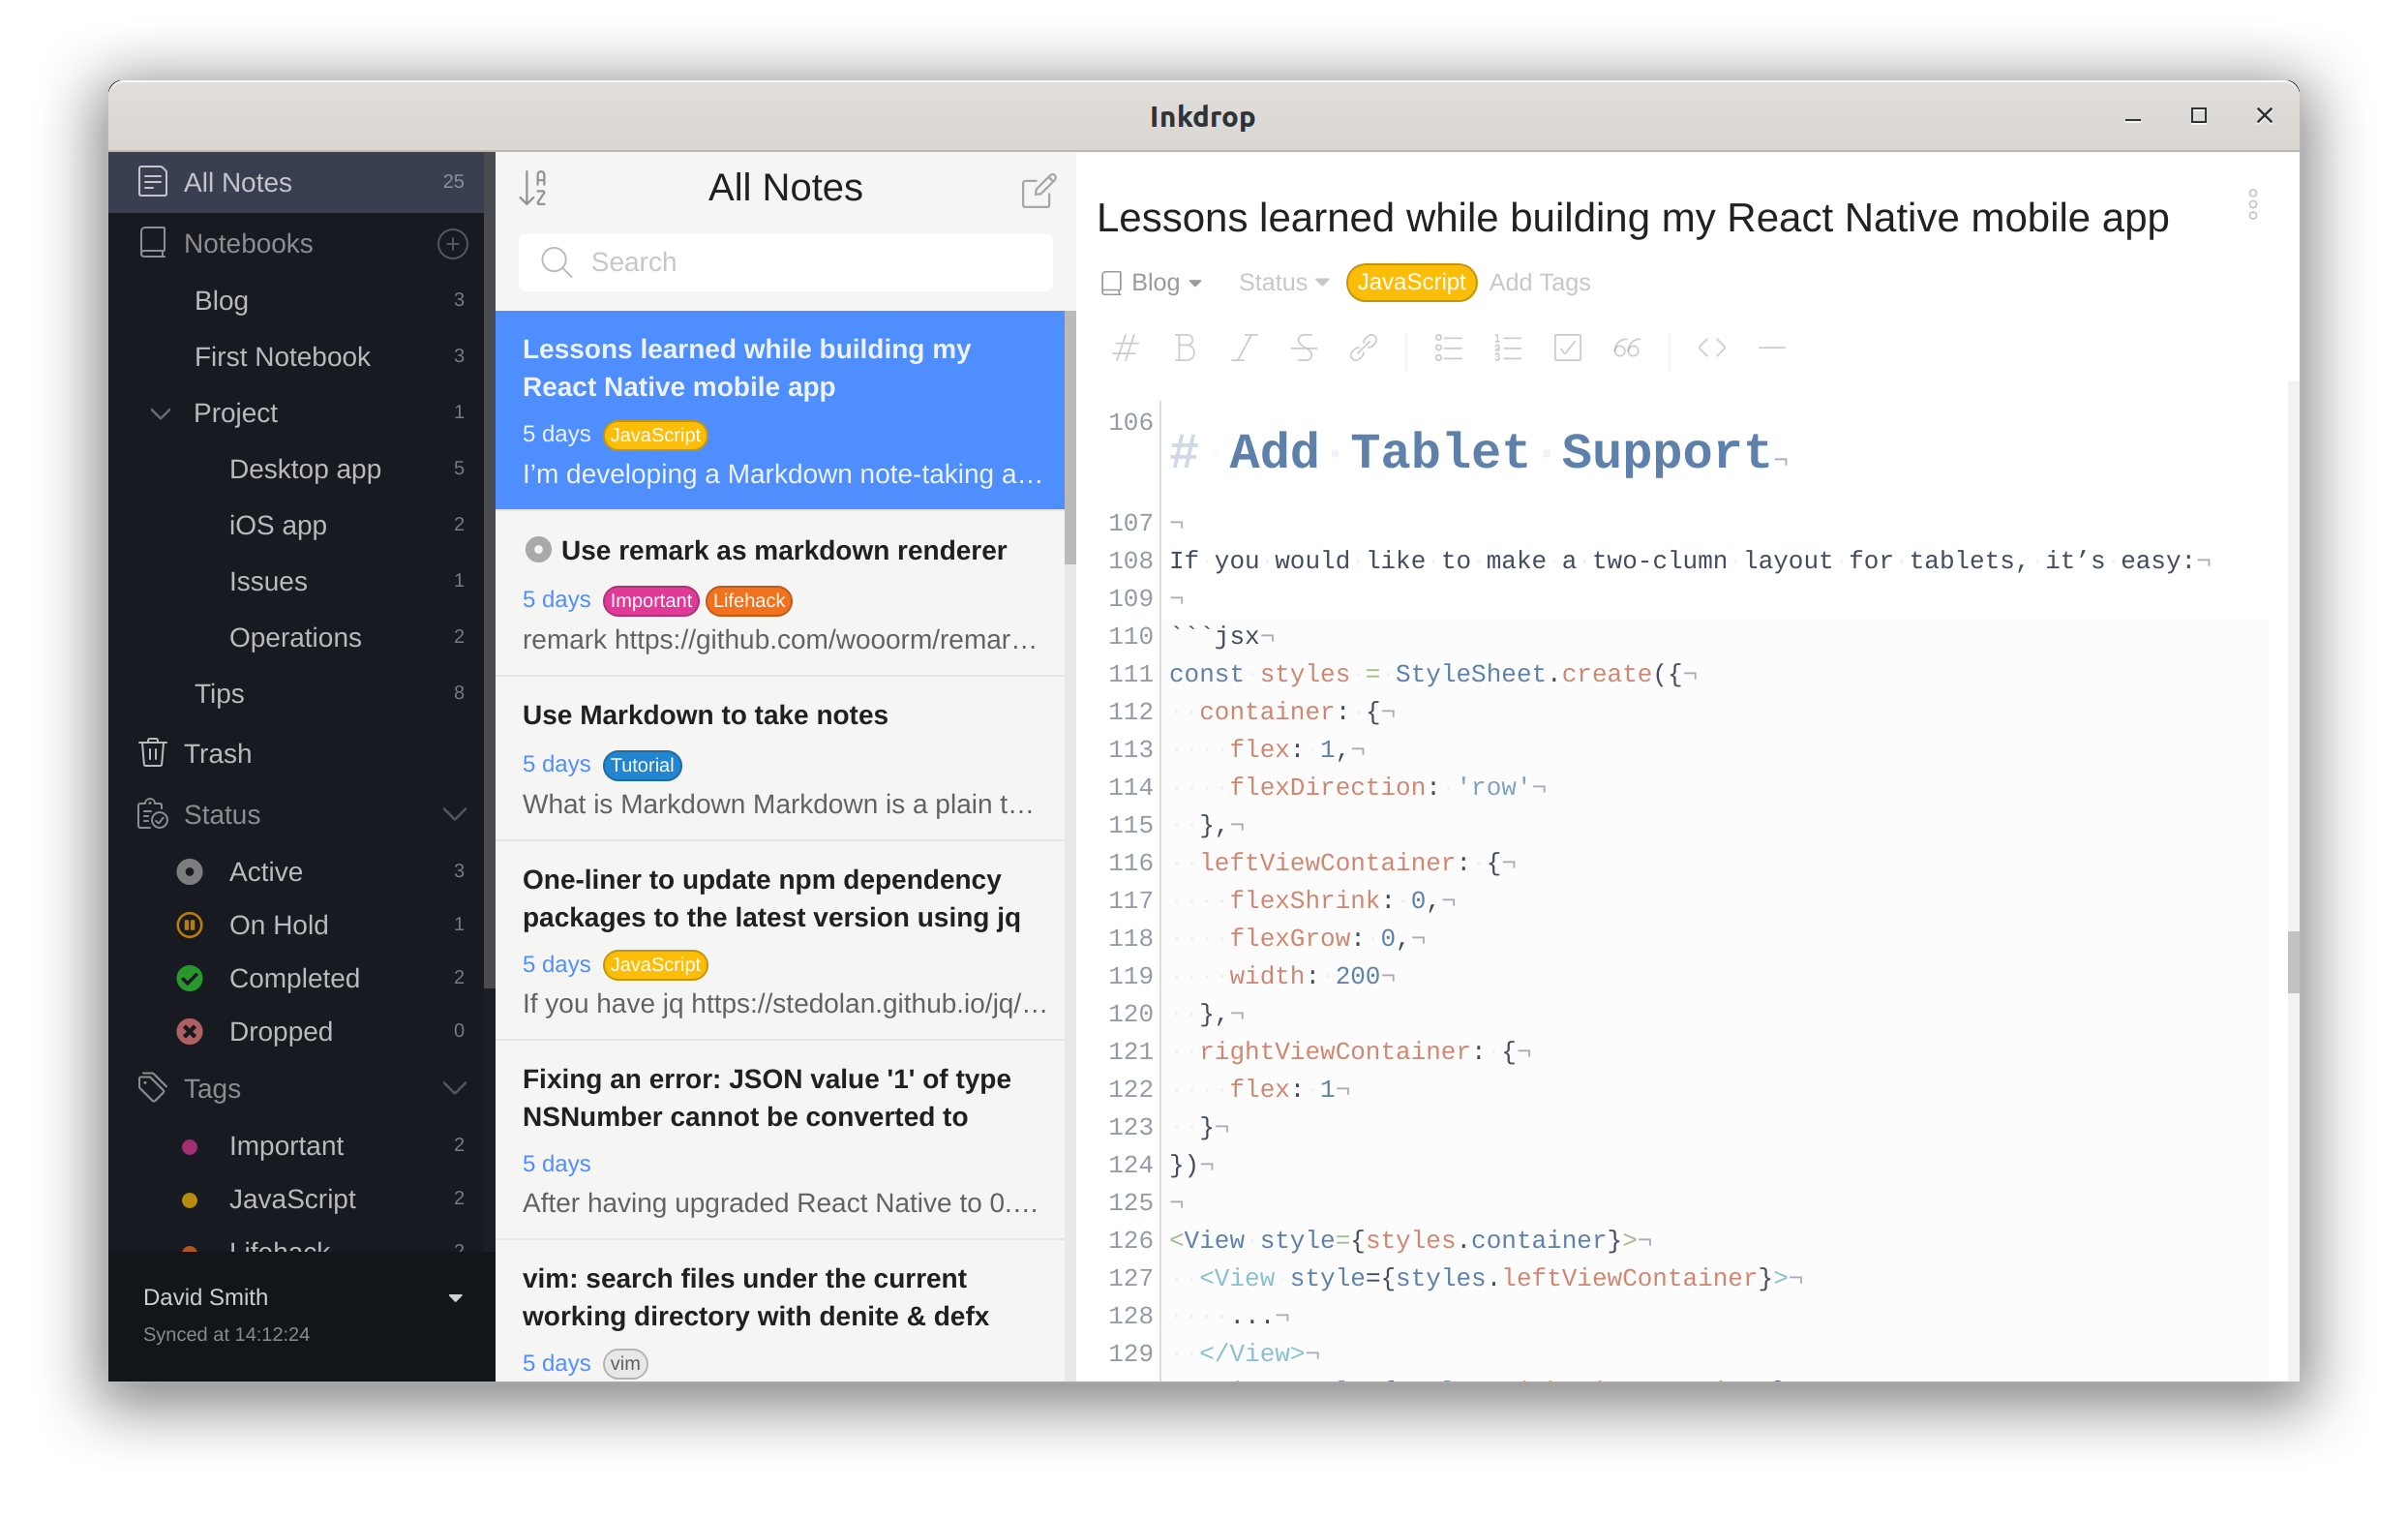 Inkdrop
All Notes 25
Notebooks
Blog 3
First Notebook 3
Project 1
Desktop app 5
iOS app 2
Issues 1
Operations 2
Tips 8
Trash
Status
Active 3
On Hold 1
Completed 2
Dropped 0
Tags
Important 2
JavaScript 2
Lifehack 2
David Smith
Synced at 14:12:24
All Notes
Search
Lessons learned while building my
React Native mobile app
5 days JavaScript
I’m developing a Markdown note-taking a…
Use remark as markdown renderer
5 days Important Lifehack
remark https://github.com/wooorm/remar…
Use Markdown to take notes
5 days Tutorial
What is Markdown Markdown is a plain t…
One-liner to update npm dependency
packages to the latest version using jq
5 days JavaScript
If you have jq https://stedolan.github.io/jq/…
Fixing an error: JSON value '1' of type
NSNumber cannot be converted to
5 days
After having upgraded React Native to 0.…
vim: search files under the current
working directory with denite & defx
5 days vim
Lessons learned while building my React Native mobile app
Blog Status JavaScript Add Tags
106 # Add·Tablet·Support¬
107 ¬
108 If·you·would·like·to·make·a·two-clumn·layout·for·tablets,·it’s·easy:¬
109 ¬
110 ```jsx¬
111 const·styles·=·StyleSheet.create({¬
112 ··container:·{¬
113 ····flex:·1,¬
114 ····flexDirection:·'row'¬
115 ··},¬
116 ··leftViewContainer:·{¬
117 ····flexShrink:·0,¬
118 ····flexGrow:·0,¬
119 ····width:·200¬
120 ··},¬
121 ··rightViewContainer:·{¬
122 ····flex:·1¬
123 ··}¬
124 })¬
125 ¬
126 <View·style={styles.container}>¬
127 ··<View·style={styles.leftViewContainer}>¬
128 ····...¬
129 ··</View>¬